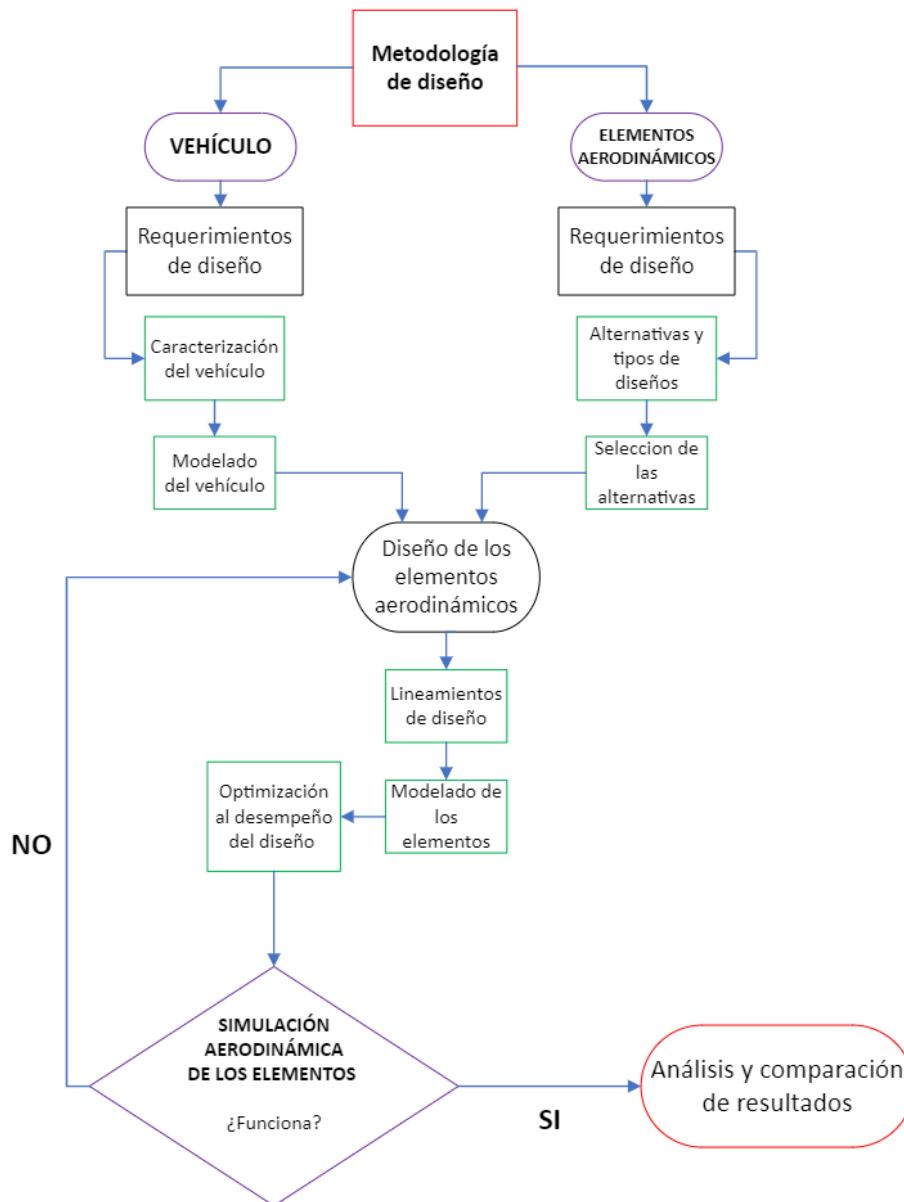 Metodología
de diseño
VEHÍCULO
ELEMENTOS
AERODINÁMICOS
Requerimientos
de diseño
Requerimientos
de diseño
Caracterización
del vehículo
Alternativas y
tipos de
diseños
Modelado
del vehículo
Seleccion de
las
alternativas
Diseño de los
elementos
aerodinámicos
Lineamientos
de diseño
Optimización
al desempeño
del diseño
Modelado de
los
elementos
NO
SIMULACIÓN
AERODINÁMICA
DE LOS ELEMENTOS
¿Funciona?
SI
Análisis y comparación
de resultados